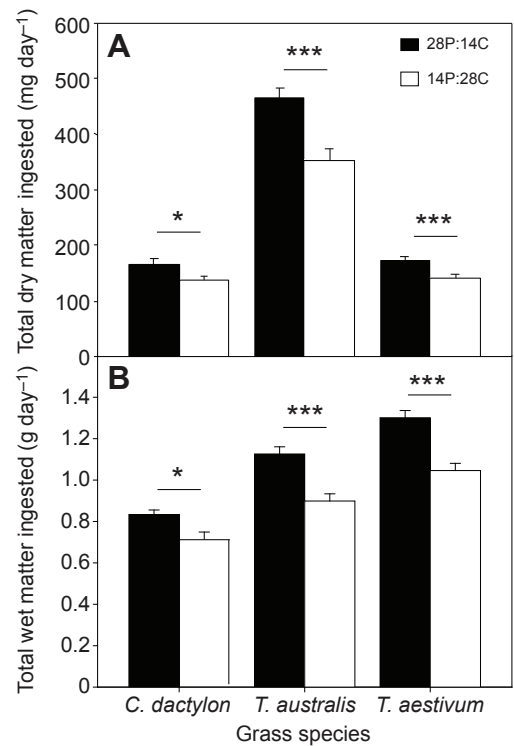 A
Total dry matter ingested (mg day⁻¹)
600
500
400
300
200
100
0
28P:14C
14P:28C
*
***
***
B
Total wet matter ingested (g day⁻¹)
1.4
1.2
1.0
0.8
0.6
0.4
0.2
0
*
***
***
C. dactylon T. australis T. aestivum
Grass species